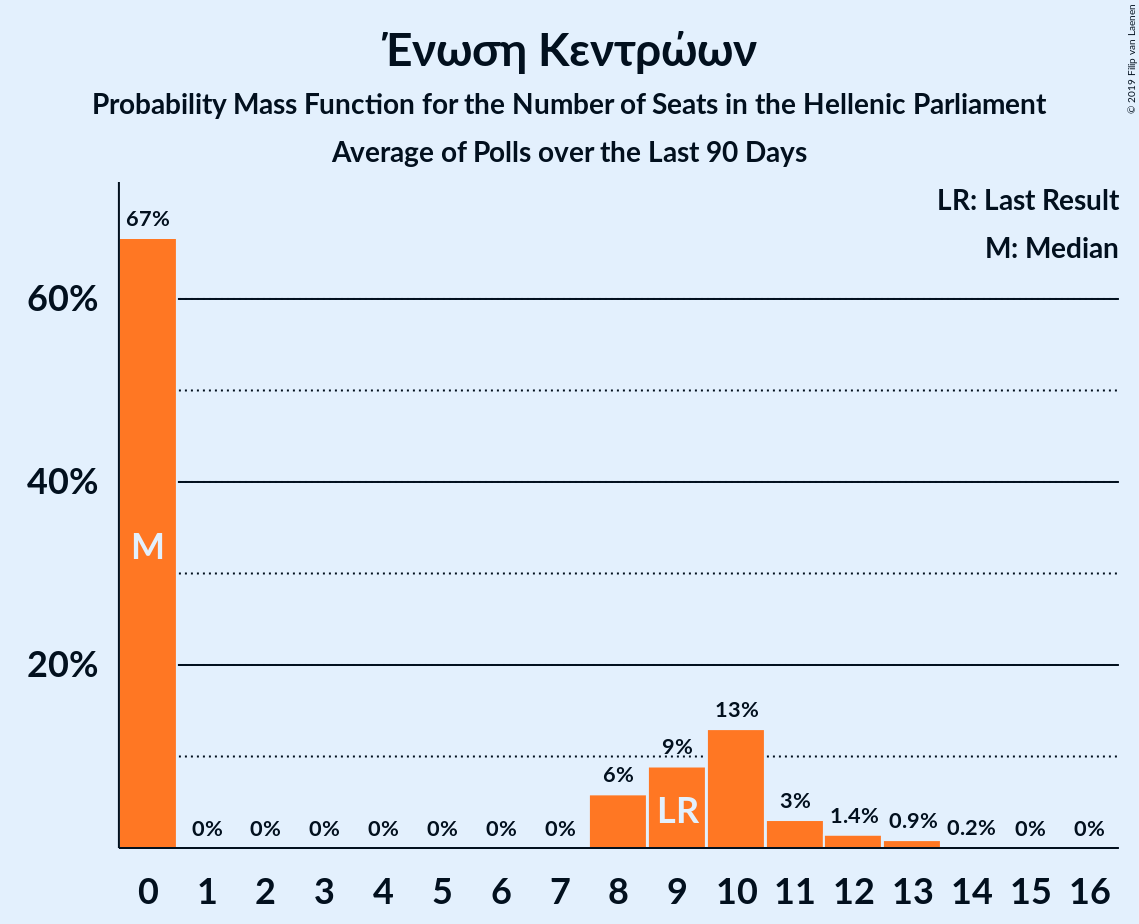 Ένωση Κεντρώων
Probability Mass Function for the Number of Seats in the Hellenic Parliament
Average of Polls over the Last 90 Days
© 2019 Filip van Laenen
LR: Last Result
M: Median
60%
40%
20%
67%
0%
0%
0%
0%
0%
0%
0%
6%
9%
13%
3%
1.4%
0.9%
0.2%
0%
0%
M
LR
0 1 2 3 4 5 6 7 8 9 10 11 12 13 14 15 16